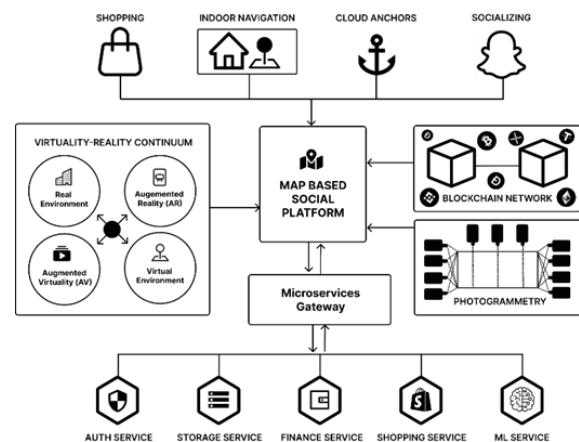 SHOPPING
INDOOR NAVIGATION
CLOUD ANCHORS
SOCIALIZING
VIRTUALITY-REALITY CONTINUUM
Real
Environment
Augmented
Reality (AR)
Augmented
Virtuality (AV)
Virtual
Environment
MAP BASED
SOCIAL
PLATFORM
BLOCKCHAIN NETWORK
PHOTOGRAMMETRY
Microservices
Gateway
AUTH SERVICE
STORAGE SERVICE
FINANCE SERVICE
SHOPPING SERVICE
ML SERVICE